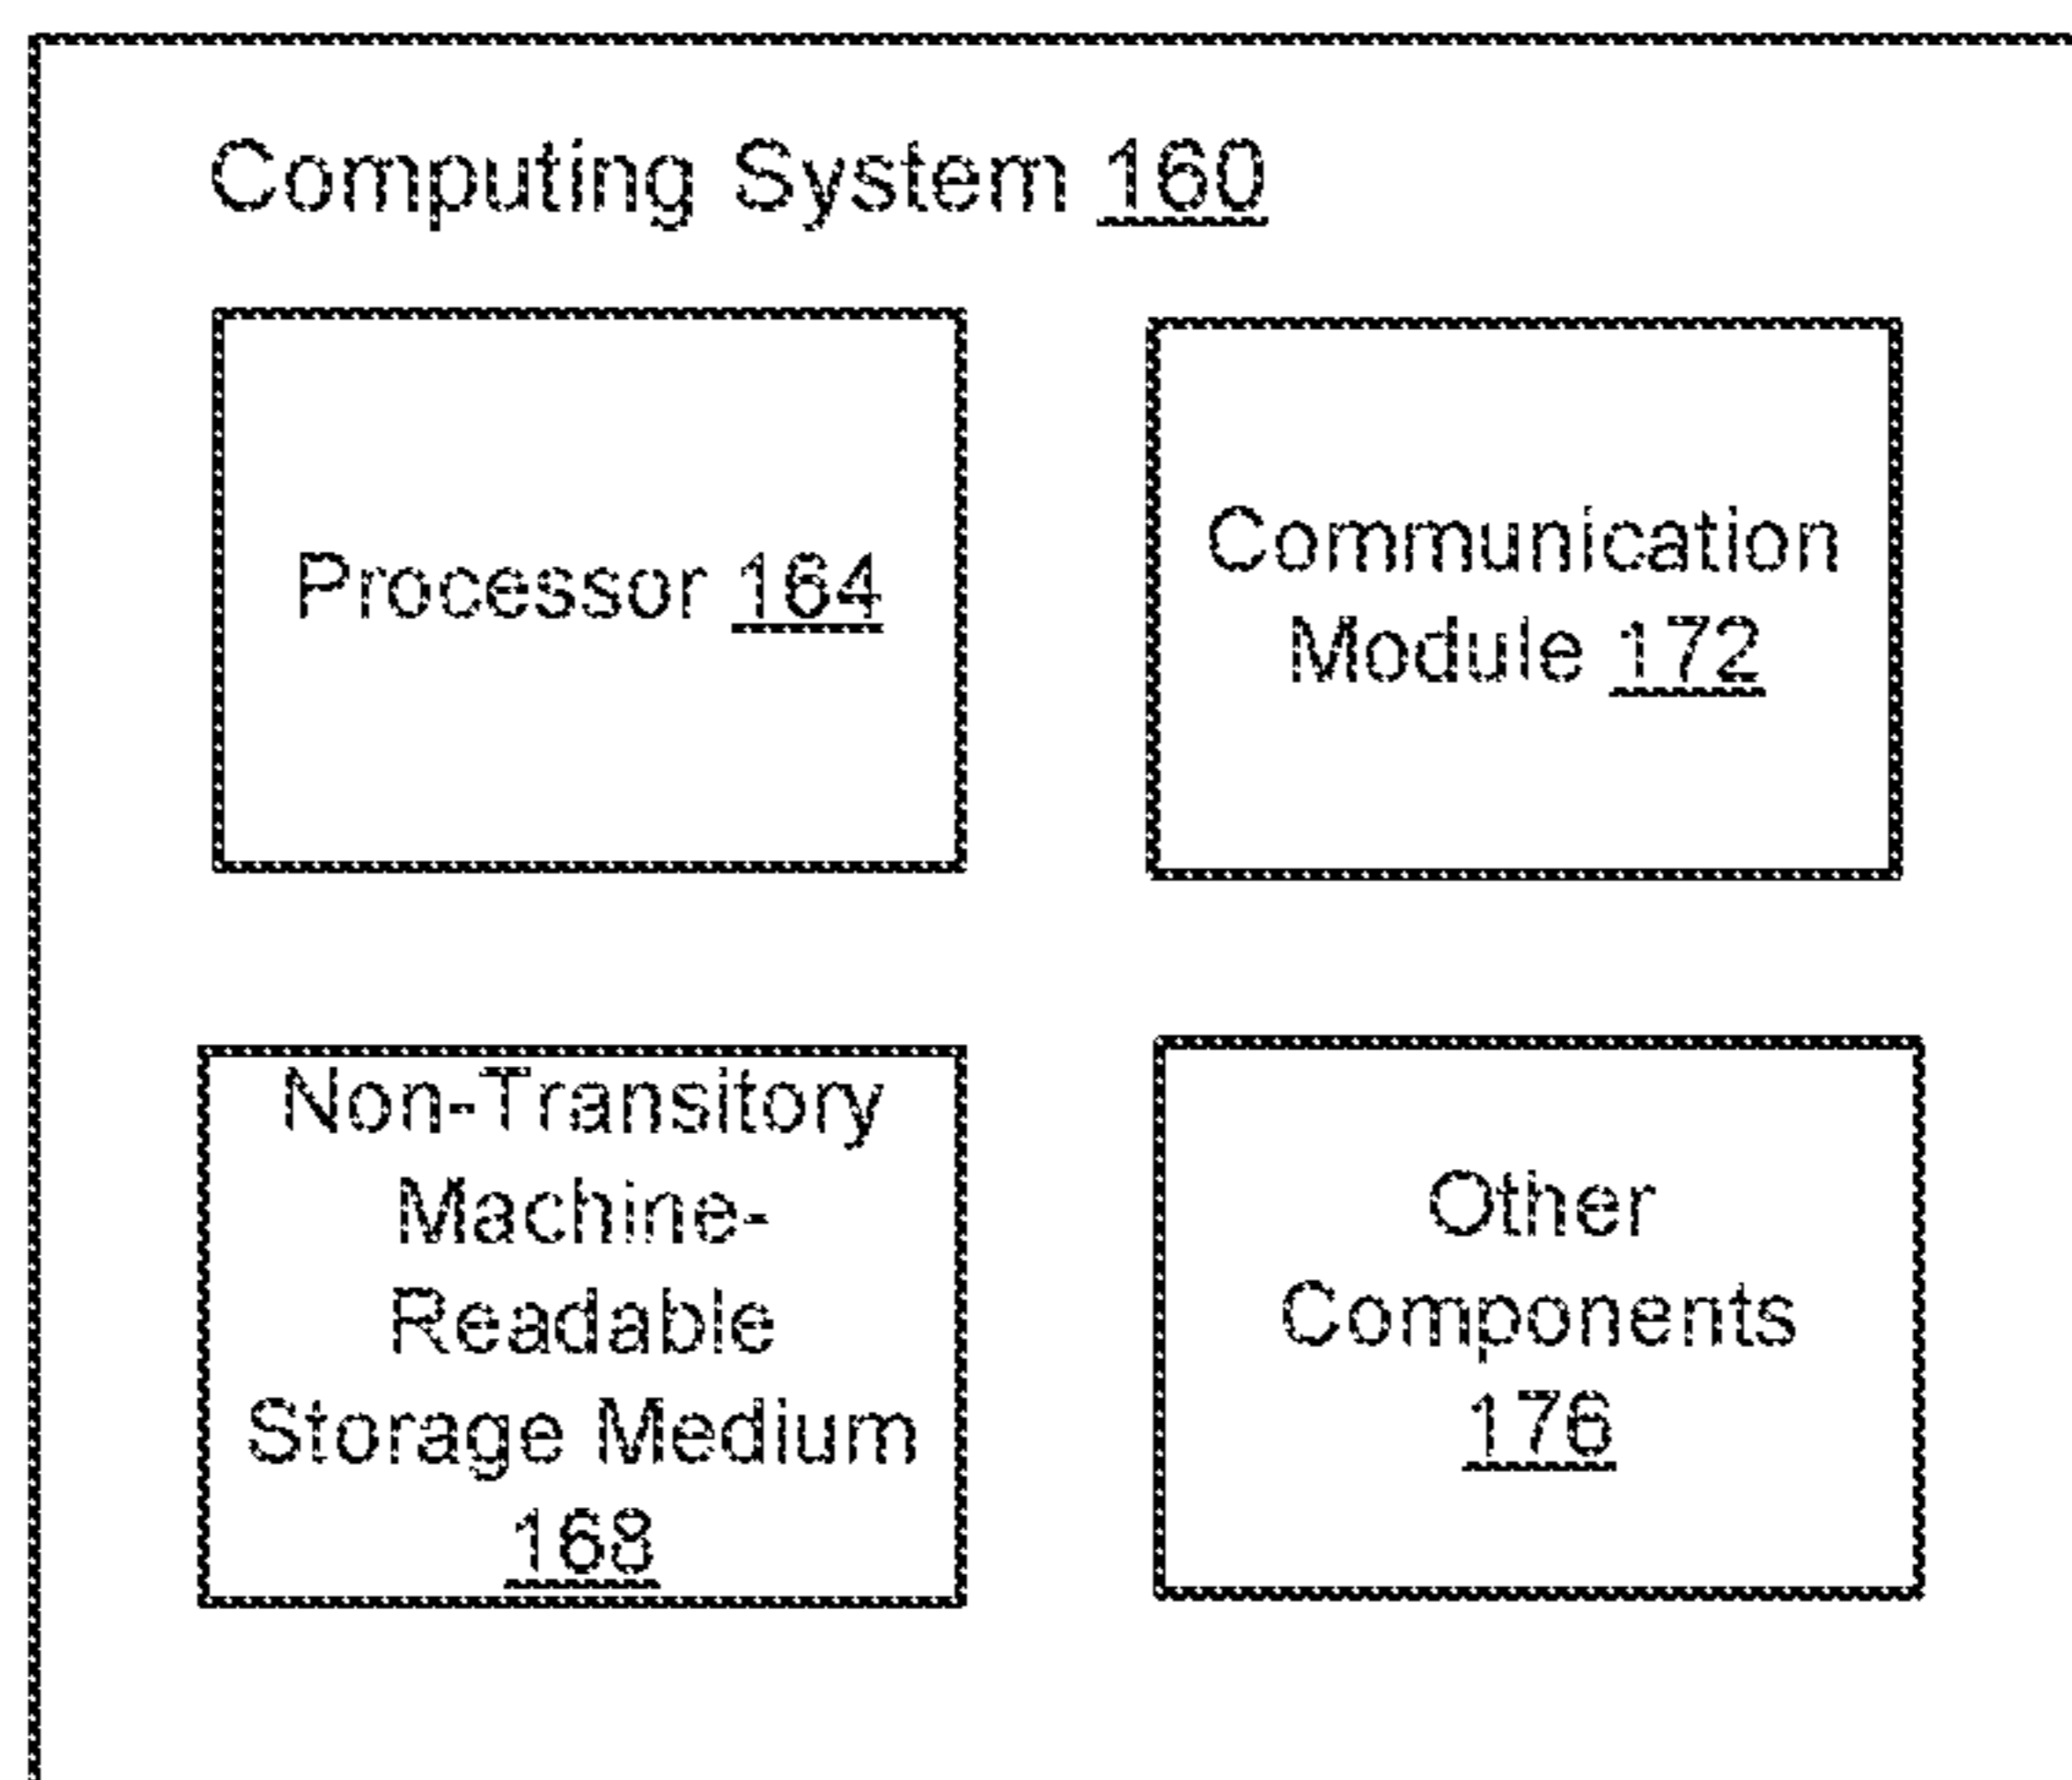 Computing System 160
Processor 164
Communication
Module 172
Non-Transitory
Machine-
Readable
Storage Medium
168
Other
Components
176